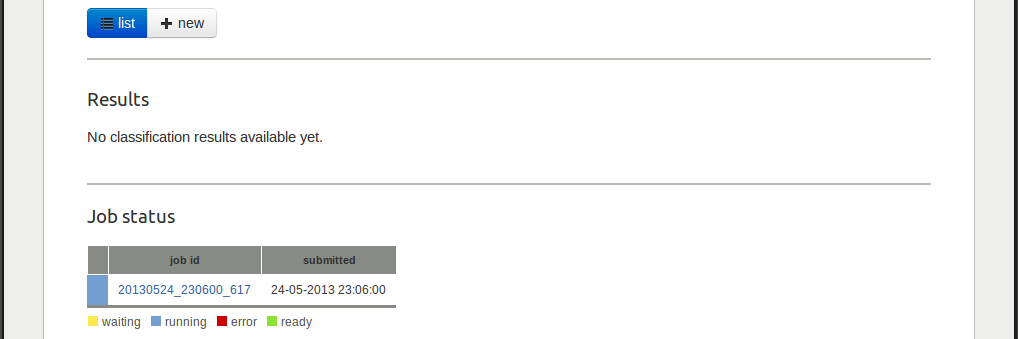 list new
Results
No classification results available yet.
Job status
job id submitted
20130524_230600_617 24-05-2013 23:06:00
waiting running error ready